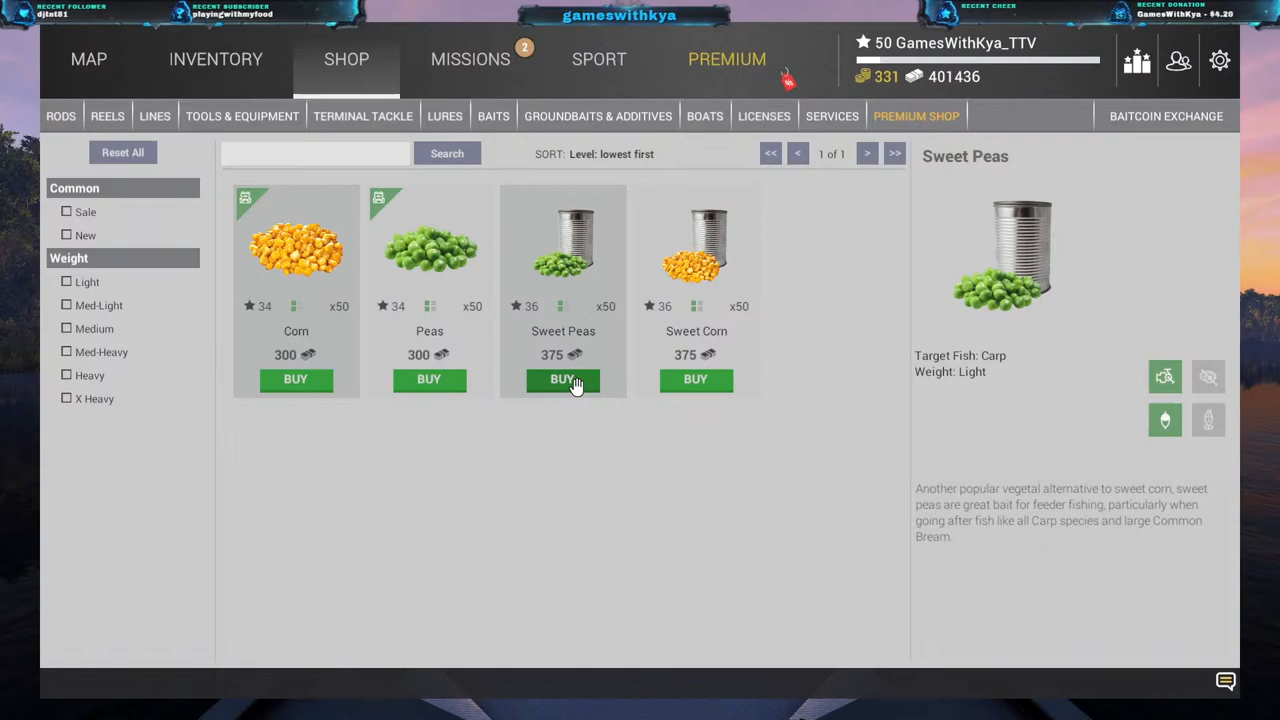 RECENT FOLLOWER
djtnt81
RECENT SUBSCRIBER
playingwithmyfood
gameswithkya
RECENT CHEER
RECENT DONATION
GamesWithKya - $4.20
MAP
INVENTORY
SHOP
MISSIONS
2
SPORT
PREMIUM
%
50 GamesWithKya_TTV
331
401436
RODS
REELS
LINES
TOOLS & EQUIPMENT
TERMINAL TACKLE
LURES
BAITS
GROUNDBAITS & ADDITIVES
BOATS
LICENSES
SERVICES
PREMIUM SHOP
BAITCOIN EXCHANGE
Reset All
Search
SORT: Level: lowest first
<<
<
1 of 1
>
>>
Common
Sale
New
Weight
Light
Med-Light
Medium
Med-Heavy
Heavy
X Heavy
34 x50
Corn
300
BUY
34 x50
Peas
300
BUY
36 x50
Sweet Peas
375
BUY
36 x50
Sweet Corn
375
BUY
Sweet Peas
Target Fish: Carp
Weight: Light
Another popular vegetal alternative to sweet corn, sweet
peas are great bait for feeder fishing, particularly when
going after fish like all Carp species and large Common
Bream.